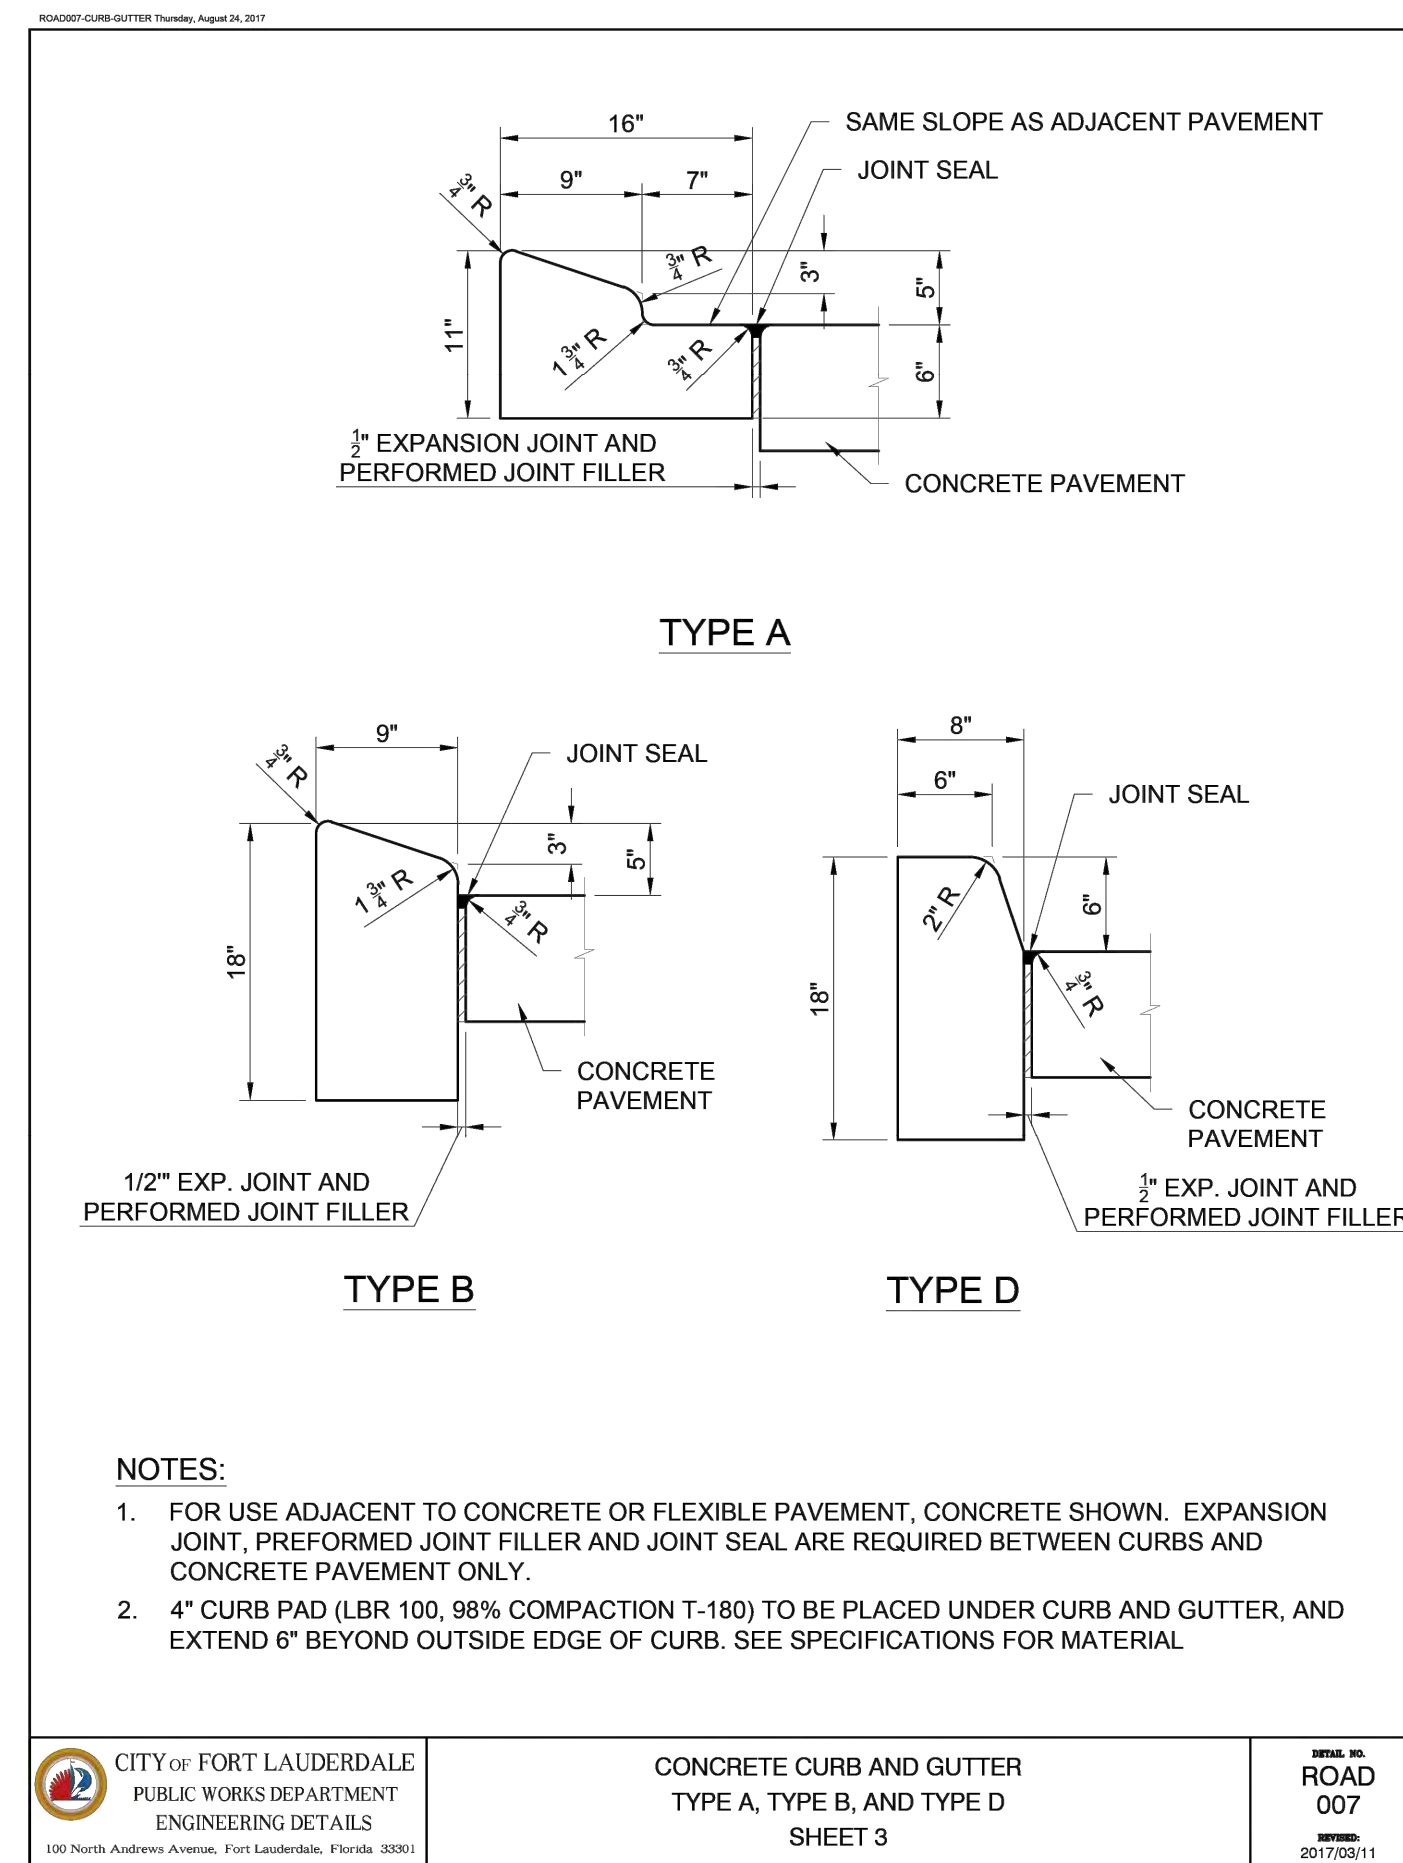 ROAD007-CURB-GUTTER Thursday, August 24, 2017
16"
SAME SLOPE AS ADJACENT PAVEMENT
JOINT SEAL
9"
7"
3/4" R
3/4" R
3"
5"
11"
1 3/4" R
3/4" R
6"
1/2" EXPANSION JOINT AND
PERFORMED JOINT FILLER
CONCRETE PAVEMENT
TYPE A
9"
JOINT SEAL
3/4" R
3"
5"
1 3/4" R
3/4" R
18"
CONCRETE
PAVEMENT
1/2'" EXP. JOINT AND
PERFORMED JOINT FILLER
TYPE B
8"
6"
JOINT SEAL
2" R
6"
3/4" R
18"
CONCRETE
PAVEMENT
1/2" EXP. JOINT AND
PERFORMED JOINT FILLER
TYPE D
NOTES:
1. FOR USE ADJACENT TO CONCRETE OR FLEXIBLE PAVEMENT, CONCRETE SHOWN. EXPANSION
JOINT, PREFORMED JOINT FILLER AND JOINT SEAL ARE REQUIRED BETWEEN CURBS AND
CONCRETE PAVEMENT ONLY.
2. 4" CURB PAD (LBR 100, 98% COMPACTION T-180) TO BE PLACED UNDER CURB AND GUTTER, AND
EXTEND 6" BEYOND OUTSIDE EDGE OF CURB. SEE SPECIFICATIONS FOR MATERIAL
CITY OF FORT LAUDERDALE
PUBLIC WORKS DEPARTMENT
ENGINEERING DETAILS
100 North Andrews Avenue, Fort Lauderdale, Florida 33301
CONCRETE CURB AND GUTTER
TYPE A, TYPE B, AND TYPE D
SHEET 3
DETAIL NO.
ROAD
007
REVISED:
2017/03/11